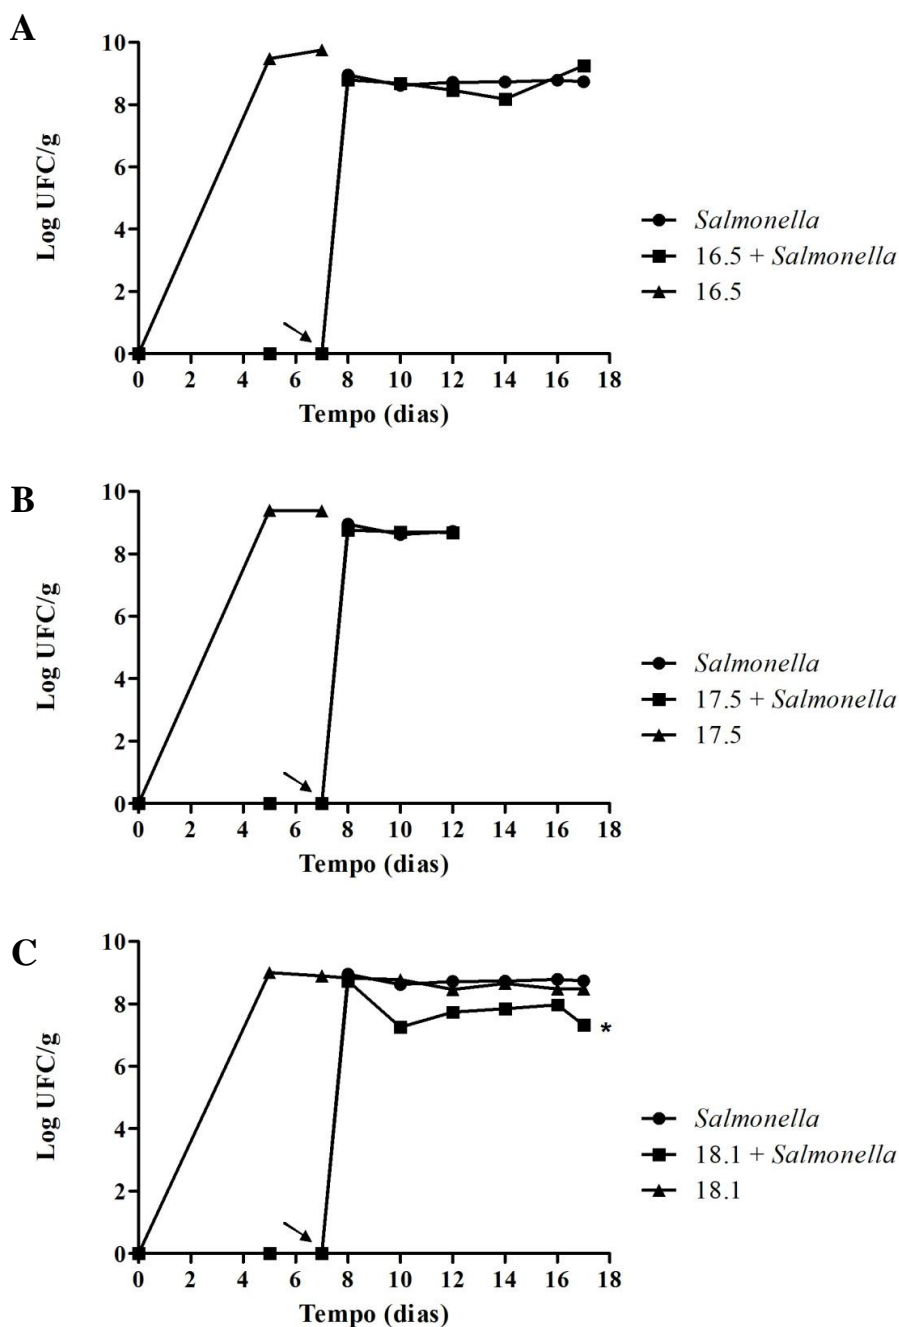 A
Log UFC/g
10
8
6
4
2
0
0 2 4 6 8 10 12 14 16 18
Tempo (dias)
Salmonella
16.5 + Salmonella
16.5
B
Log UFC/g
10
8
6
4
2
0
0 2 4 6 8 10 12 14 16 18
Tempo (dias)
Salmonella
17.5 + Salmonella
17.5
C
Log UFC/g
10
8
6
4
2
0
*
0 2 4 6 8 10 12 14 16 18
Tempo (dias)
Salmonella
18.1 + Salmonella
18.1